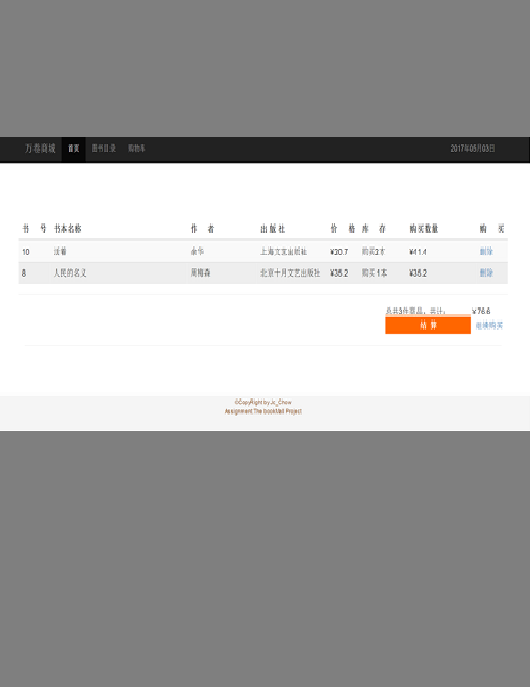 万卷商城 首页 图书目录 购物车 2017年05月03日
书 号 书本名称 作 者 出 版 社 价 格 库 存 购买数量 购 买
10 活着 余华 上海文艺出版社 ¥20.7 购买2本 ¥41.4 删除
8 人民的名义 周梅森 北京十月文艺出版社 ¥35.2 购买 1本 ¥35.2 删除
总共3件商品，共计： ￥76.6
结 算 继续购买
©CopyRight by Jc_Chow
Assignment:The bookMall Project